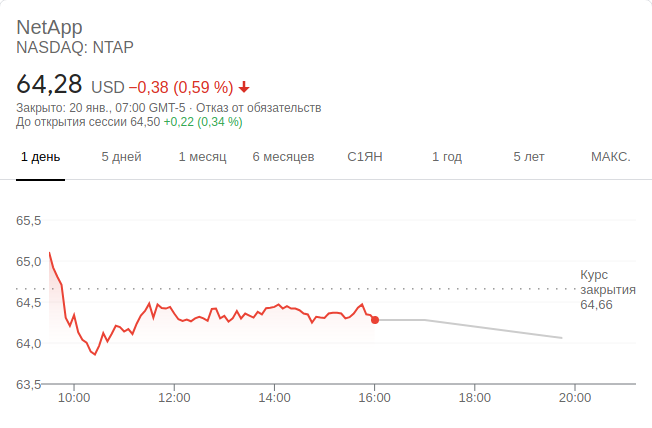 NetApp
NASDAQ: NTAP
64,28 USD −0,38 (0,59 %)
Закрыто: 20 янв., 07:00 GMT-5 · Отказ от обязательств
До открытия сессии 64,50 +0,22 (0,34 %)
1 день 5 дней 1 месяц 6 месяцев С1ЯН 1 год 5 лет МАКС.
65,5
65,0
64,5
64,0
63,5
Курс
закрытия
64,66
10:00 12:00 14:00 16:00 18:00 20:00